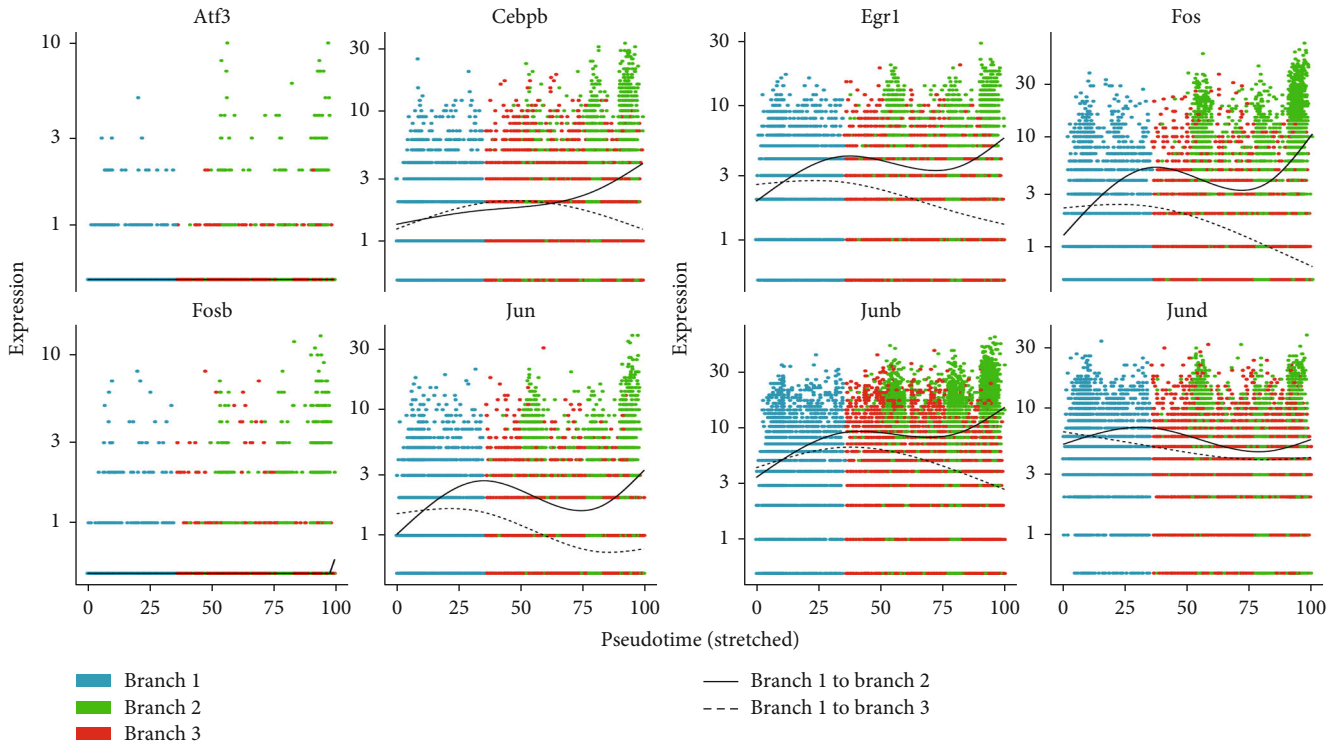 Atf3 Cebpb Egr1 Fos
10 30 30 30
3 10 10 10
1 3 3 3
1 1 1
Expression Expression
Fosb Jun Junb Jund
10 30 30 30
3 10 10 10
1 3 3 3
1 1 1
0 25 50 75 100 0 25 50 75 100 0 25 50 75 100 0 25 50 75 100
Pseudotime (stretched)
Branch 1 Branch 1 to branch 2
Branch 2 Branch 1 to branch 3
Branch 3